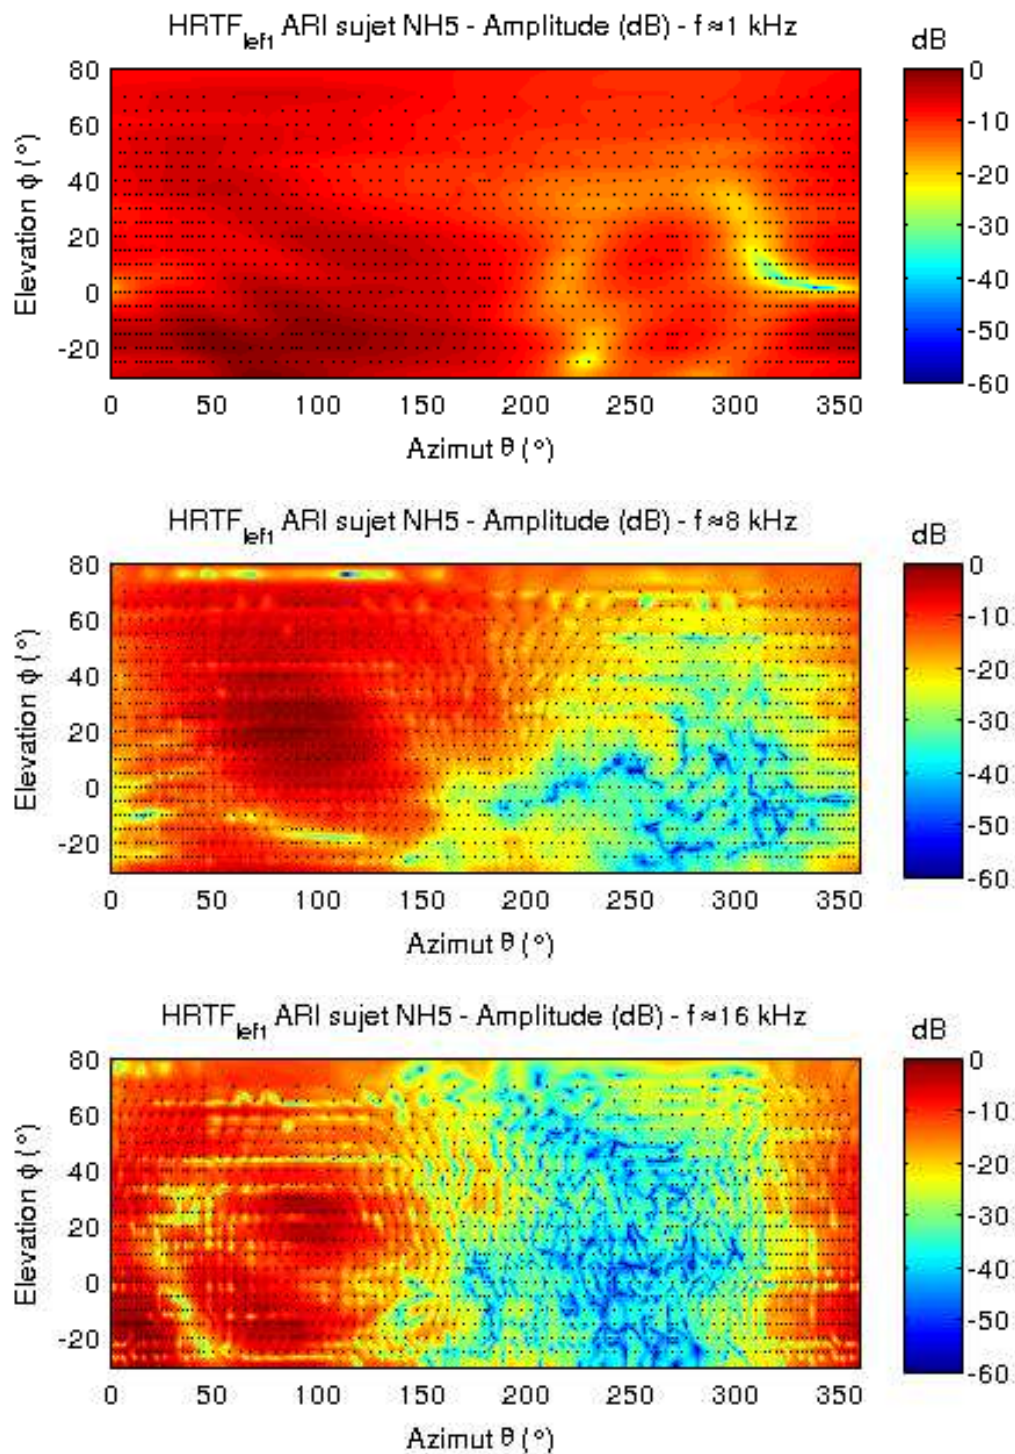 HRTFleft ARI sujet NH5 - Amplitude (dB) - f≈1 kHz
dB
80
60
40
20
0
-20
Elevation ϕ (°)
0 50 100 150 200 250 300 350
Azimut θ (°)
0
-10
-20
-30
-40
-50
-60
HRTFleft ARI sujet NH5 - Amplitude (dB) - f≈8 kHz
dB
80
60
40
20
0
-20
Elevation ϕ (°)
0 50 100 150 200 250 300 350
Azimut θ (°)
0
-10
-20
-30
-40
-50
-60
HRTFleft ARI sujet NH5 - Amplitude (dB) - f≈16 kHz
dB
80
60
40
20
0
-20
Elevation ϕ (°)
0 50 100 150 200 250 300 350
Azimut θ (°)
0
-10
-20
-30
-40
-50
-60